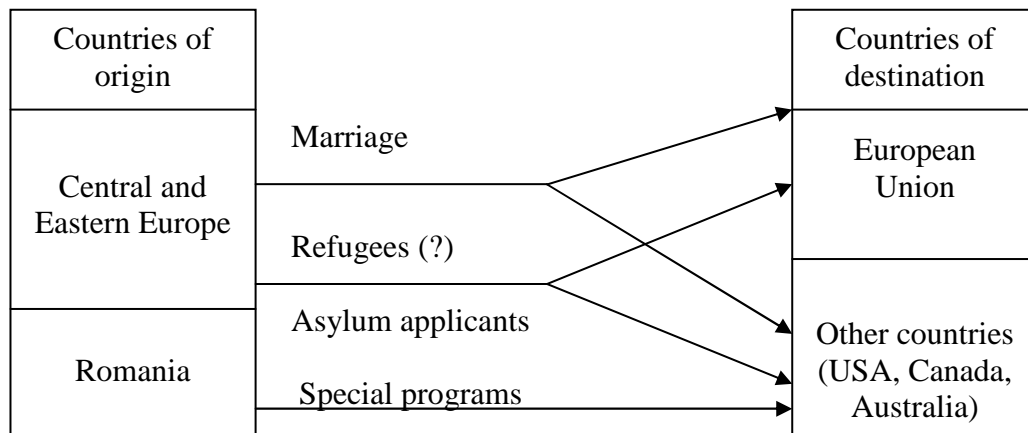 Countries of
origin
Central and
Eastern Europe
Romania
Marriage
Refugees (?)
Asylum applicants
Special programs
Countries of
destination
European
Union
Other countries
(USA, Canada,
Australia)